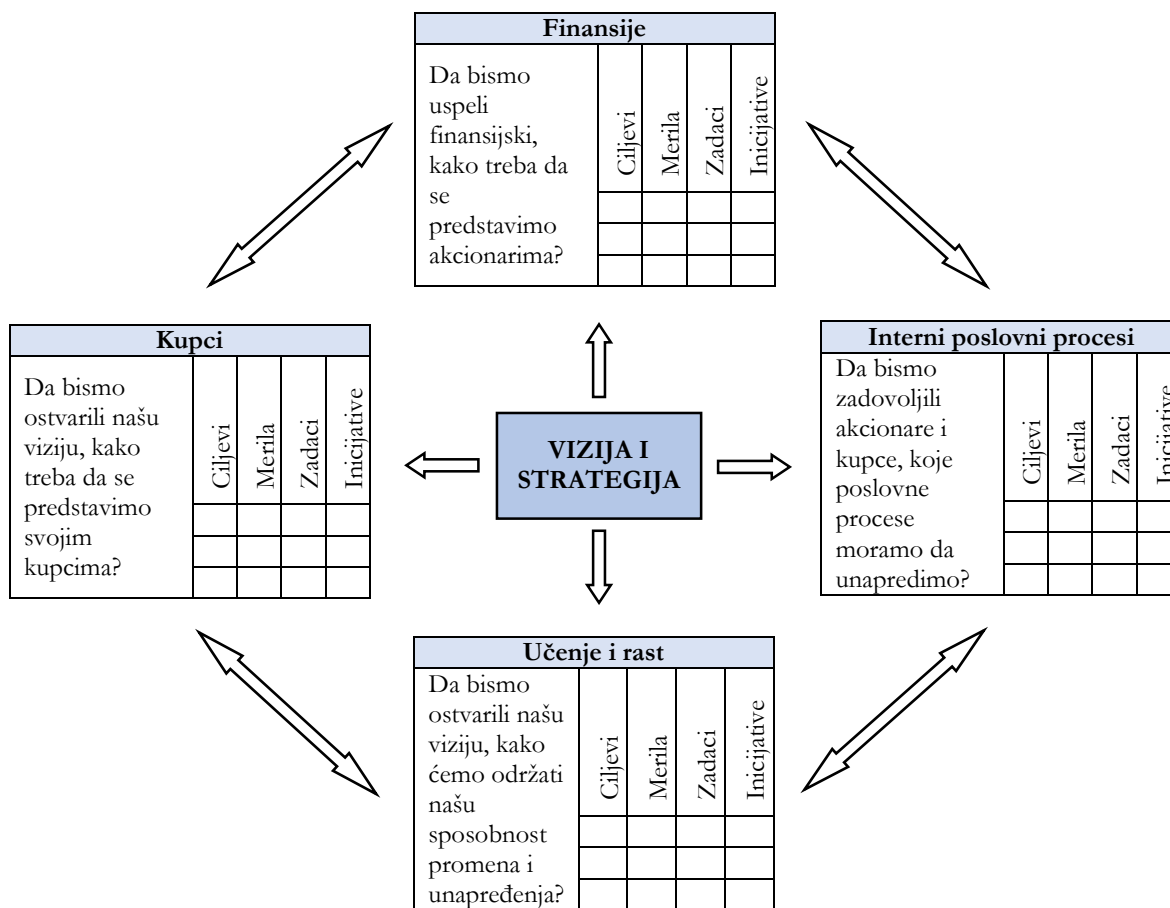 Finansije
Da bismo
uspeli
finansijski,
kako treba da
se
predstavimo
akcionarima?
Ciljevi
Merila
Zadaci
Inicijative
Kupci
Da bismo
ostvarili našu
viziju, kako
treba da se
predstavimo
svojim
kupcima?
Ciljevi
Merila
Zadaci
Inicijative
VIZIJA I
STRATEGIJA
Interni poslovni procesi
Da bismo
zadovoljili
akcionare i
kupce, koje
poslovne
procese
moramo da
unapredimo?
Ciljevi
Merila
Zadaci
Inicijative
Učenje i rast
Da bismo
ostvarili našu
viziju, kako
ćemo održati
našu
sposobnost
promena i
unapređenja?
Ciljevi
Merila
Zadaci
Inicijative